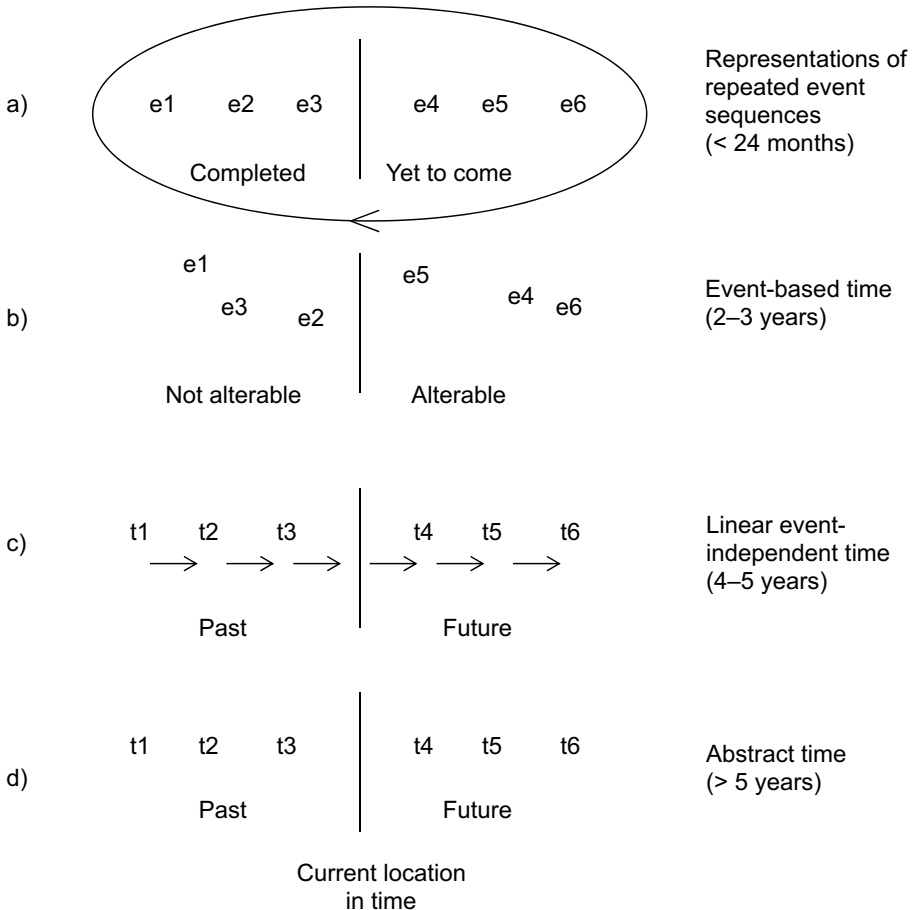 a)
e1 e2 e3 e4 e5 e6
Completed Yet to come
Representations of
repeated event
sequences
(< 24 months)
b)
e1
e3
e2
e5
e4
e6
Not alterable Alterable
Event-based time
(2–3 years)
c)
t1 t2 t3 t4 t5 t6
Past Future
Linear event-
independent time
(4–5 years)
d)
t1 t2 t3 t4 t5 t6
Past Future
Abstract time
(> 5 years)
Current location
in time